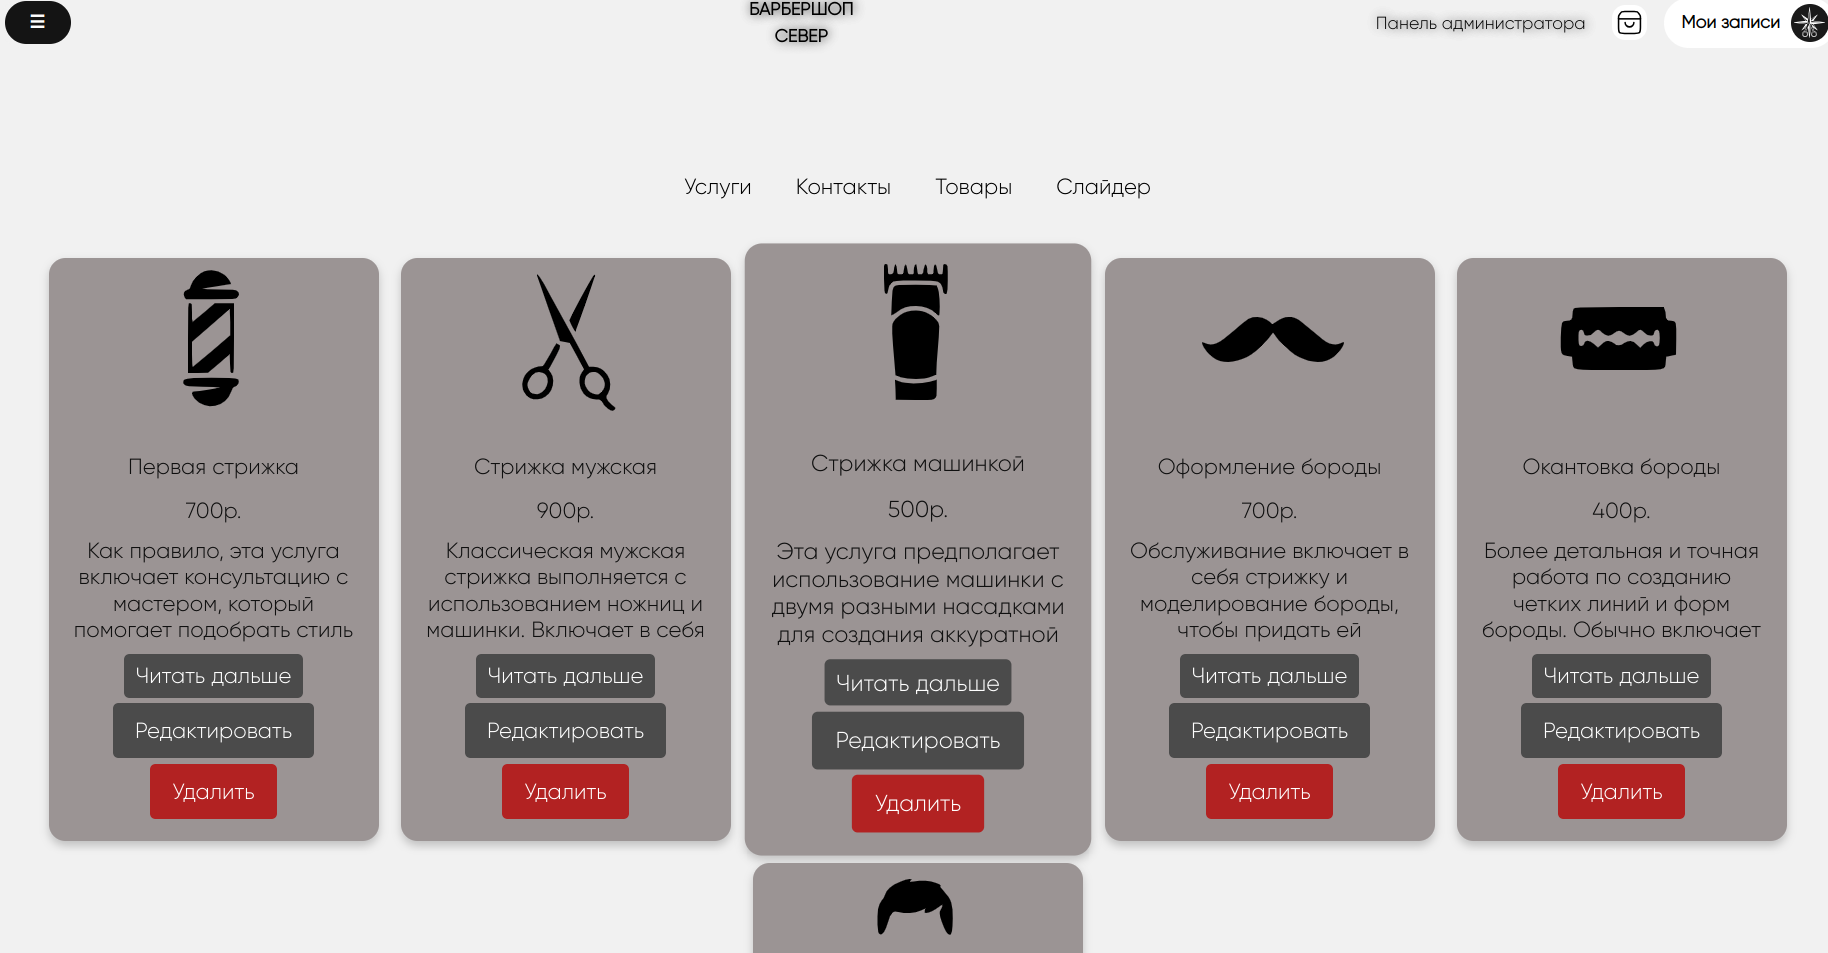 ☰
БАРБЕРШОП
СЕВЕР
Панель администратора
Мои записи
Услуги Контакты Товары Слайдер
Первая стрижка
700р.
Как правило, эта услуга
включает консультацию с
мастером, который
помогает подобрать стиль
Читать дальше
Редактировать
Удалить
Стрижка мужская
900р.
Классическая мужская
стрижка выполняется с
использованием ножниц и
машинки. Включает в себя
Читать дальше
Редактировать
Удалить
Стрижка машинкой
500р.
Эта услуга предполагает
использование машинки с
двумя разными насадками
для создания аккуратной
Читать дальше
Редактировать
Удалить
Оформление бороды
700р.
Обслуживание включает в
себя стрижку и
моделирование бороды,
чтобы придать ей
Читать дальше
Редактировать
Удалить
Окантовка бороды
400р.
Более детальная и точная
работа по созданию
четких линий и форм
бороды. Обычно включает
Читать дальше
Редактировать
Удалить